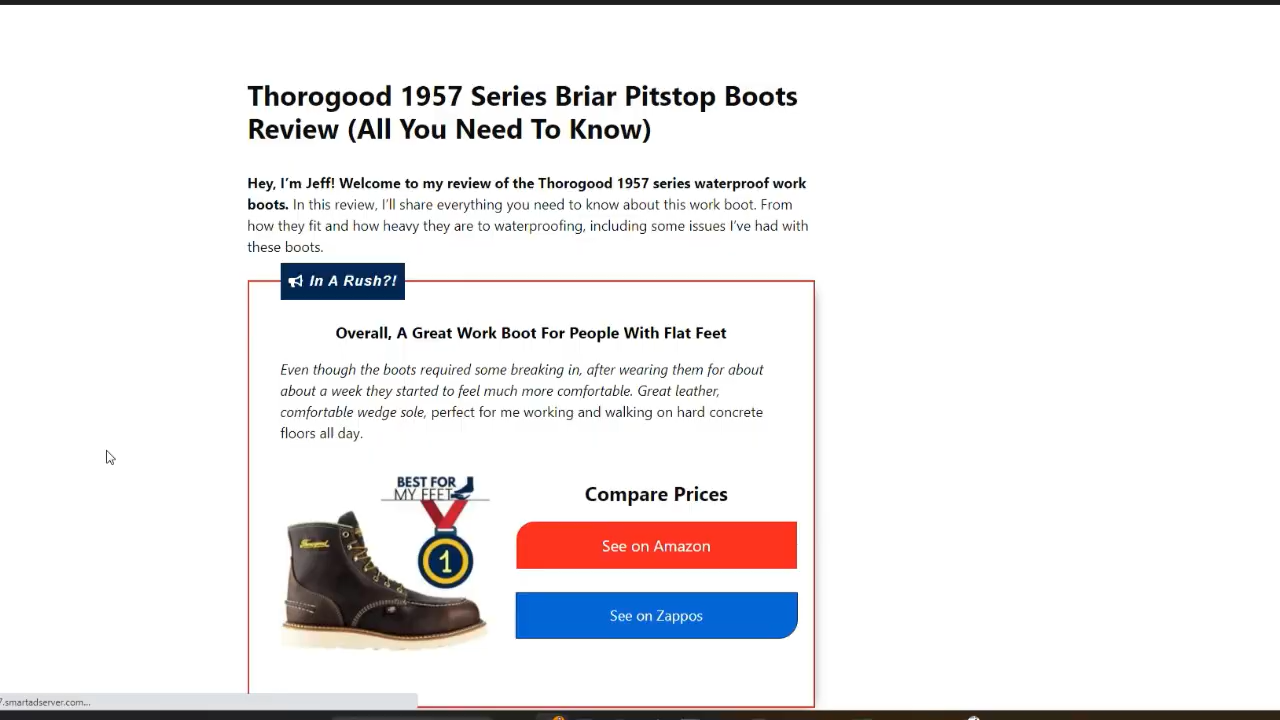 Thorogood 1957 Series Briar Pitstop Boots
Review (All You Need To Know)
Hey, I’m Jeff! Welcome to my review of the Thorogood 1957 series waterproof work
boots. In this review, I’ll share everything you need to know about this work boot. From
how they fit and how heavy they are to waterproofing, including some issues I’ve had with
these boots.
In A Rush?!
Overall, A Great Work Boot For People With Flat Feet
Even though the boots required some breaking in, after wearing them for about
about a week they started to feel much more comfortable. Great leather,
comfortable wedge sole, perfect for me working and walking on hard concrete
floors all day.
BEST FOR
MY FEET
Thorogood
1
Compare Prices
See on Amazon
See on Zappos
7.smartadserver.com...